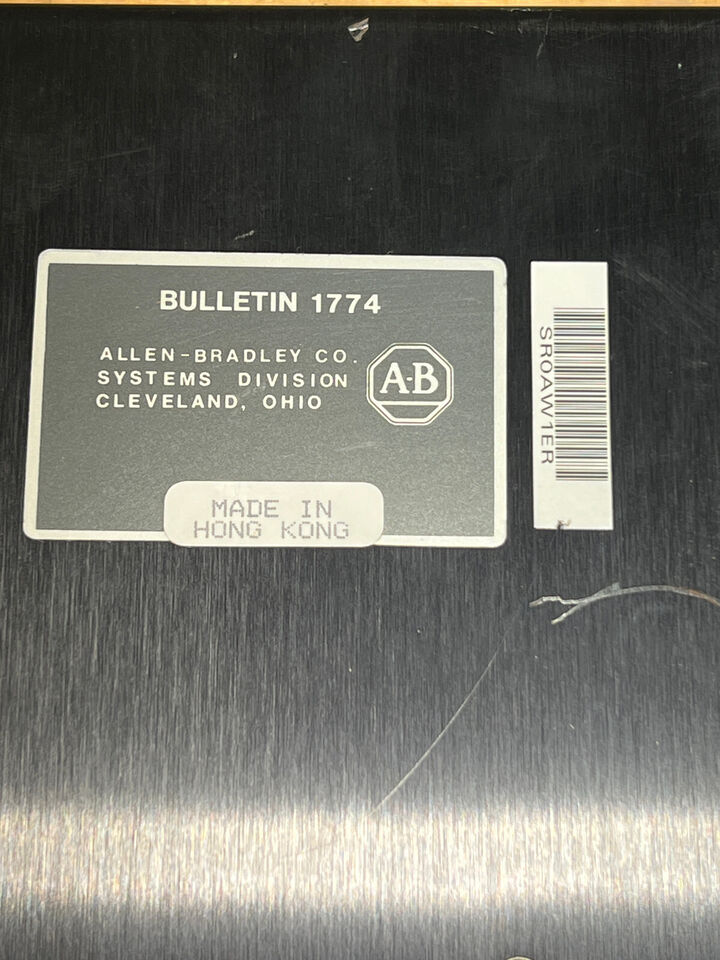 BULLETIN 1774
ALLEN-BRADLEY CO.
SYSTEMS DIVISION
CLEVELAND, OHIO
A-B
MADE IN
HONG KONG
SR0AW1ER